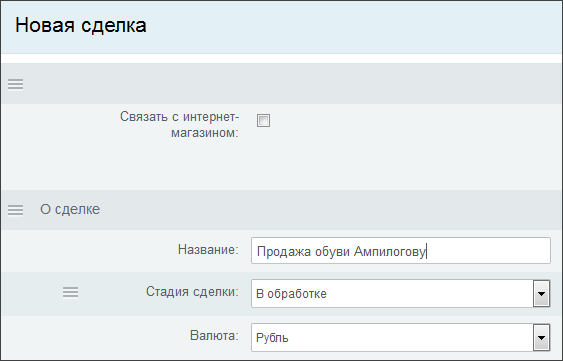 Новая сделка
Связать с интернет-
магазином:
О сделке
Название: Продажа обуви Ампилогову
Стадия сделки: В обработке
Валюта: Рубль